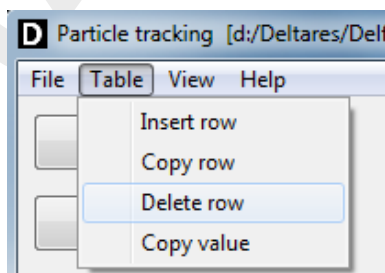 D Particle tracking [d:/Deltares/Delf
File Table View Help
Insert row
Copy row
Delete row
Copy value